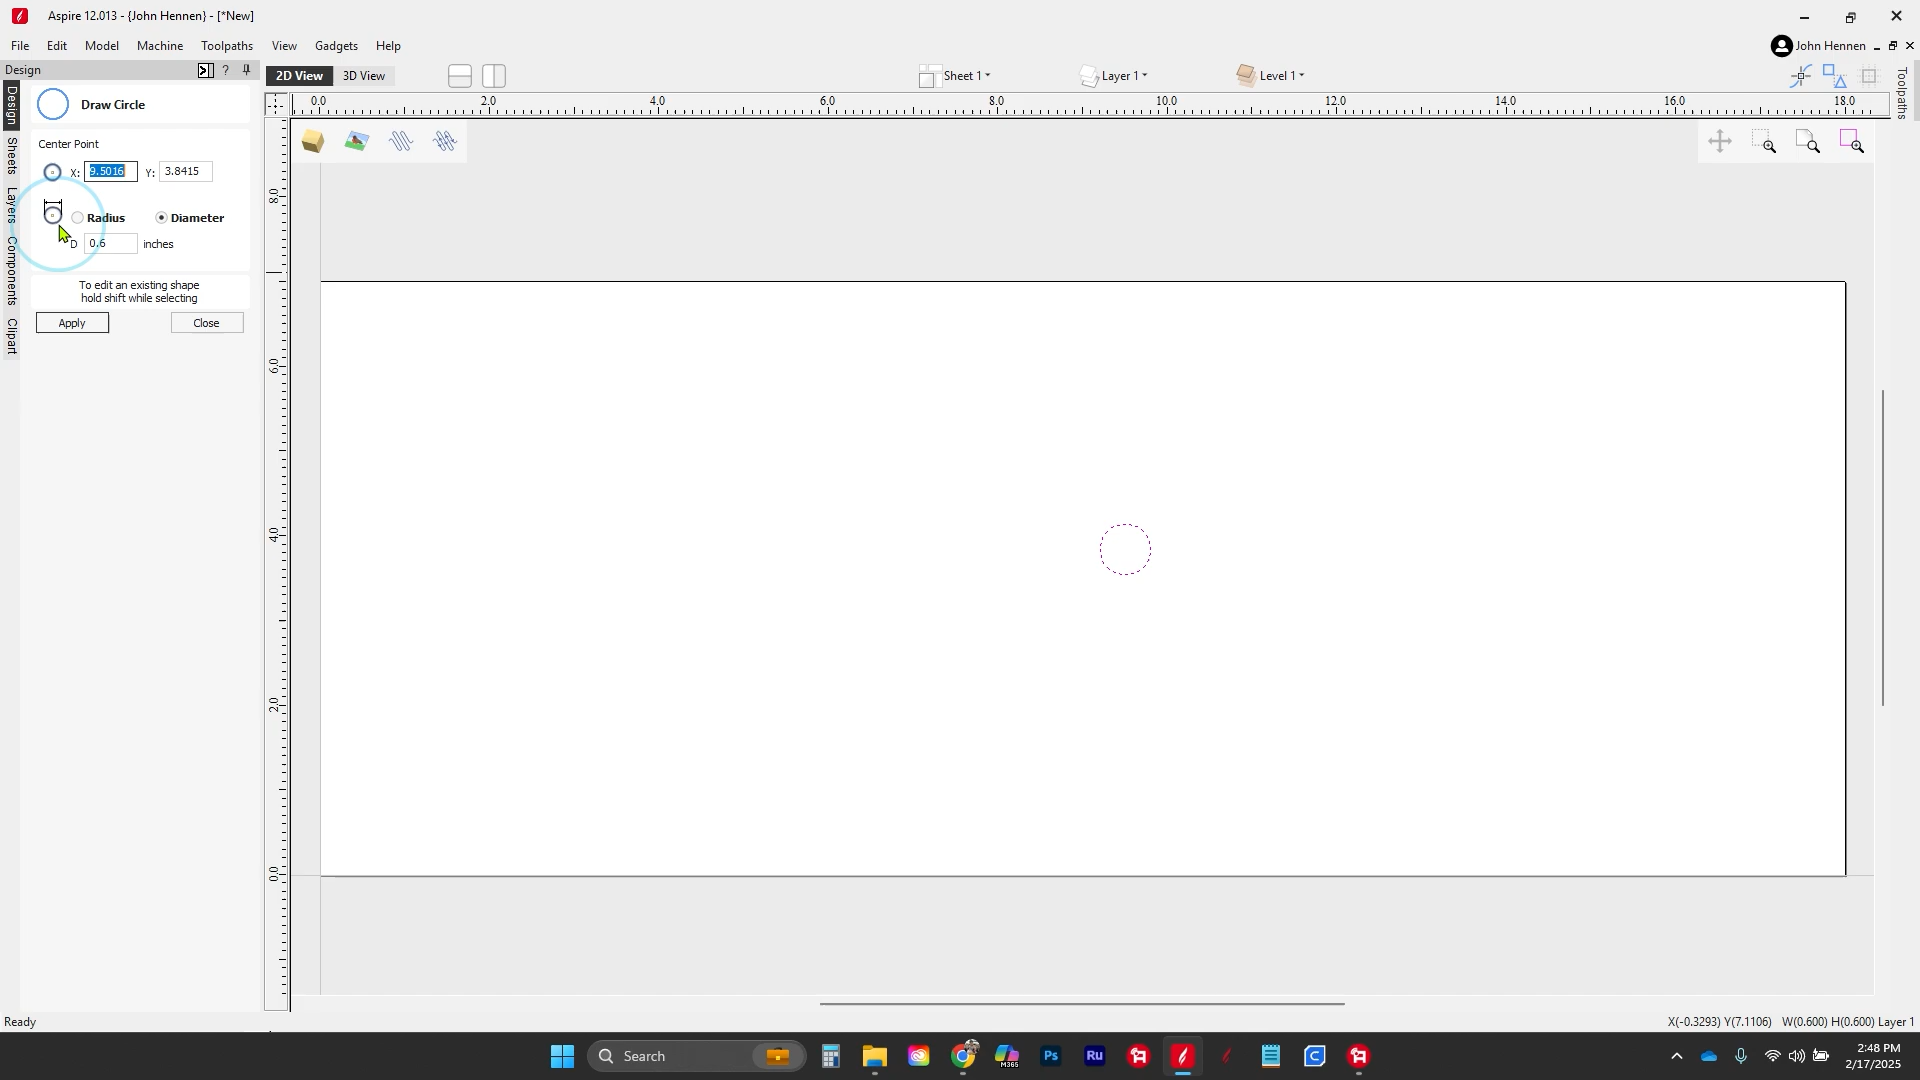 Aspire 12.013 - {John Hennen} - [*New]
File Edit Model Machine Toolpaths View Gadgets Help
John Hennen
Design ?
2D View 3D View
Sheet 1 Layer 1 Level 1
Design
Sheets
Layers
Components
Clipart
Toolpaths
Draw Circle
Center Point
X: 9.5016 Y: 3.8415
Radius Diameter
D 0.6 inches
To edit an existing shape
hold shift while selecting
Apply Close
0.0 2.0 4.0 6.0 8.0 10.0 12.0 14.0 16.0 18.0
8.0
6.0
4.0
2.0
0.0
Ready
X(-0.3293) Y(7.1106) W(0.600) H(0.600) Layer 1
Search
M365
Ps
Ru
C
2:48 PM
2/17/2025